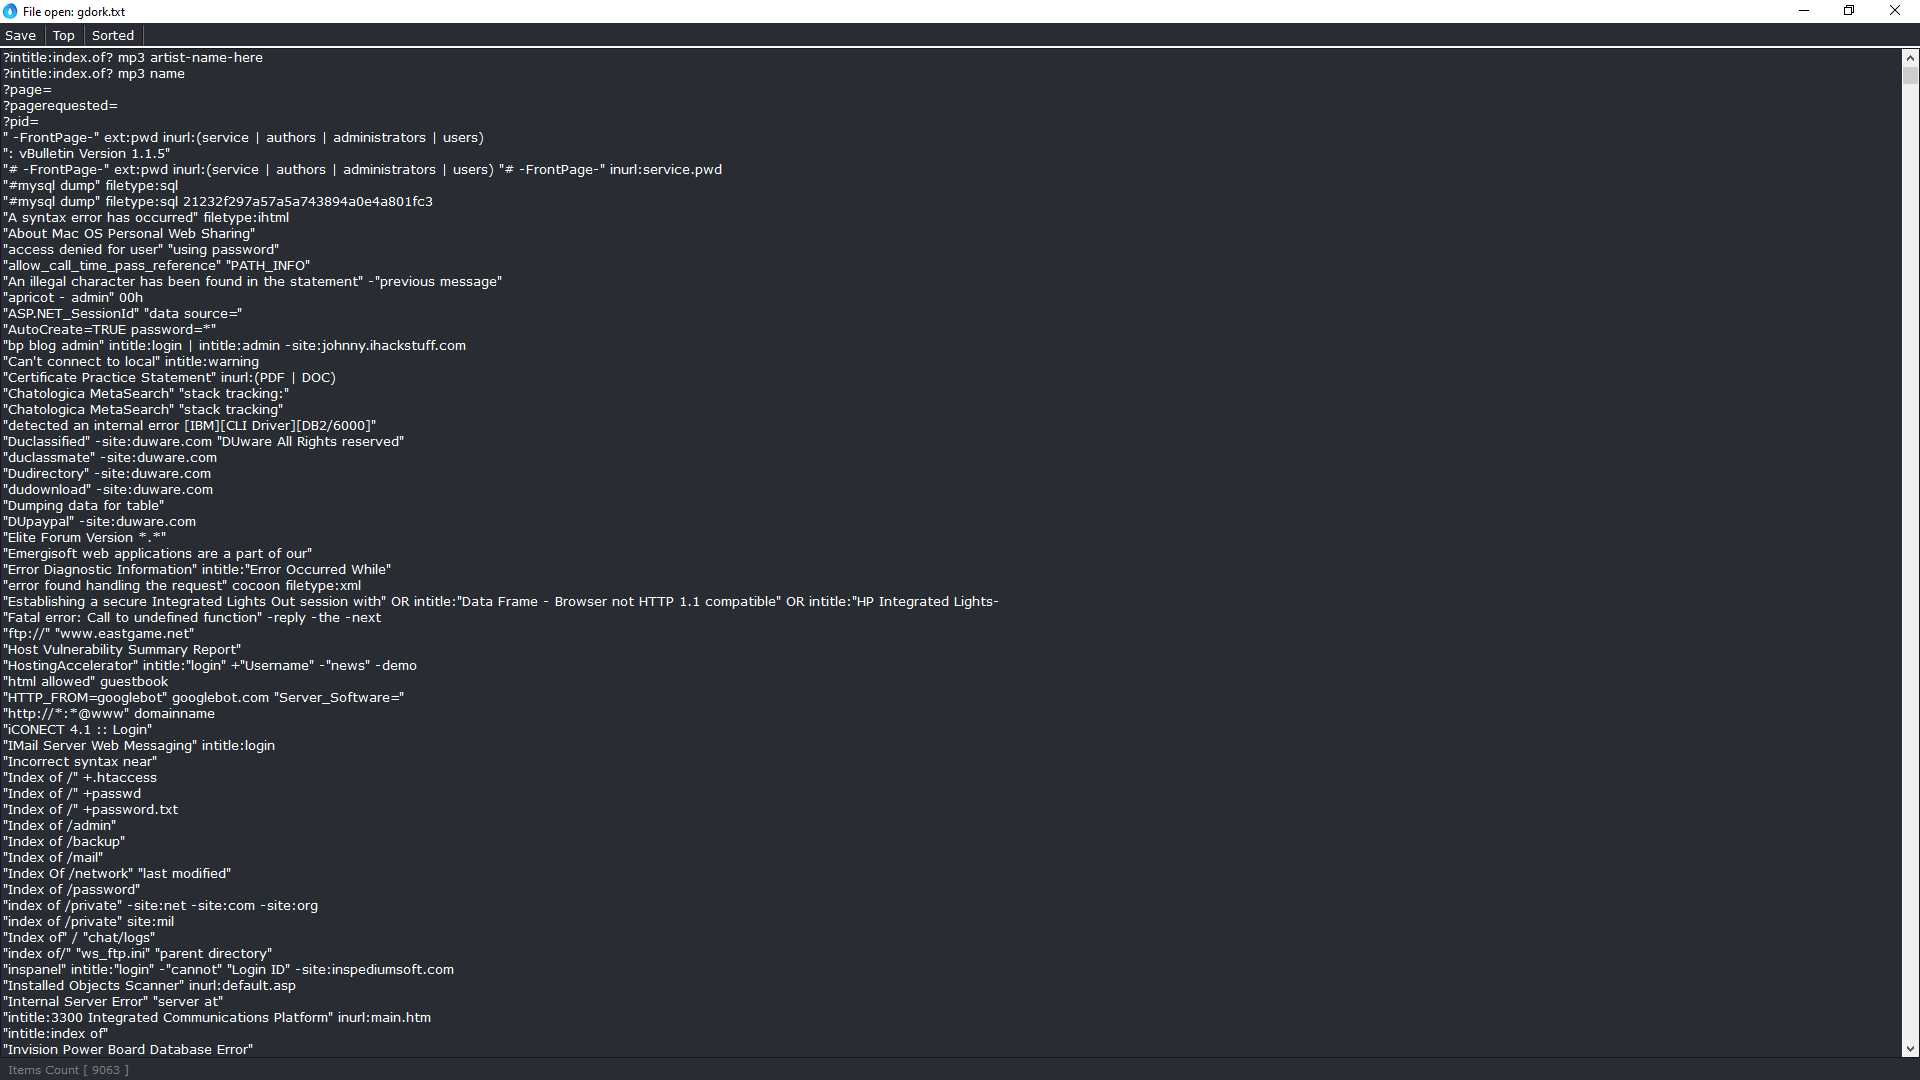 File open: gdork.txt
Save Top Sorted
?intitle:index.of? mp3 artist-name-here
?intitle:index.of? mp3 name
?page=
?pagerequested=
?pid=
" -FrontPage-" ext:pwd inurl:(service | authors | administrators | users)
": vBulletin Version 1.1.5"
"# -FrontPage-" ext:pwd inurl:(service | authors | administrators | users) "# -FrontPage-" inurl:service.pwd
"#mysql dump" filetype:sql
"#mysql dump" filetype:sql 21232f297a57a5a743894a0e4a801fc3
"A syntax error has occurred" filetype:ihtml
"About Mac OS Personal Web Sharing"
"access denied for user" "using password"
"allow_call_time_pass_reference" "PATH_INFO"
"An illegal character has been found in the statement" -"previous message"
"apricot - admin" 00h
"ASP.NET_SessionId" "data source="
"AutoCreate=TRUE password=*"
"bp blog admin" intitle:login | intitle:admin -site:johnny.ihackstuff.com
"Can't connect to local" intitle:warning
"Certificate Practice Statement" inurl:(PDF | DOC)
"Chatologica MetaSearch" "stack tracking:"
"Chatologica MetaSearch" "stack tracking"
"detected an internal error [IBM][CLI Driver][DB2/6000]"
"Duclassified" -site:duware.com "DUware All Rights reserved"
"duclassmate" -site:duware.com
"Dudirectory" -site:duware.com
"dudownload" -site:duware.com
"Dumping data for table"
"DUpaypal" -site:duware.com
"Elite Forum Version *.*"
"Emergisoft web applications are a part of our"
"Error Diagnostic Information" intitle:"Error Occurred While"
"error found handling the request" cocoon filetype:xml
"Establishing a secure Integrated Lights Out session with" OR intitle:"Data Frame - Browser not HTTP 1.1 compatible" OR intitle:"HP Integrated Lights-
"Fatal error: Call to undefined function" -reply -the -next
"ftp://" "www.eastgame.net"
"Host Vulnerability Summary Report"
"HostingAccelerator" intitle:"login" +"Username" -"news" -demo
"html allowed" guestbook
"HTTP_FROM=googlebot" googlebot.com "Server_Software="
"http://*:*@www" domainname
"iCONECT 4.1 :: Login"
"IMail Server Web Messaging" intitle:login
"Incorrect syntax near"
"Index of /" +.htaccess
"Index of /" +passwd
"Index of /" +password.txt
"Index of /admin"
"Index of /backup"
"Index of /mail"
"Index Of /network" "last modified"
"Index of /password"
"index of /private" -site:net -site:com -site:org
"index of /private" site:mil
"Index of" / "chat/logs"
"index of/" "ws_ftp.ini" "parent directory"
"inspanel" intitle:"login" -"cannot" "Login ID" -site:inspediumsoft.com
"Installed Objects Scanner" inurl:default.asp
"Internal Server Error" "server at"
"intitle:3300 Integrated Communications Platform" inurl:main.htm
"intitle:index of"
"Invision Power Board Database Error"
Items Count [ 9063 ]